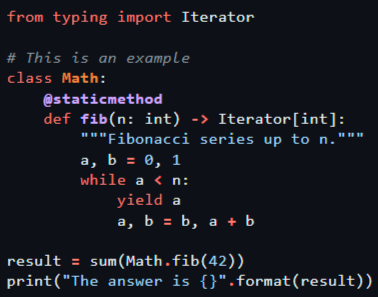 from typing import Iterator

# This is an example
class Math:
    @staticmethod
    def fib(n: int) -> Iterator[int]:
        """Fibonacci series up to n."""
        a, b = 0, 1
        while a < n:
            yield a
            a, b = b, a + b

result = sum(Math.fib(42))
print("The answer is {}".format(result))